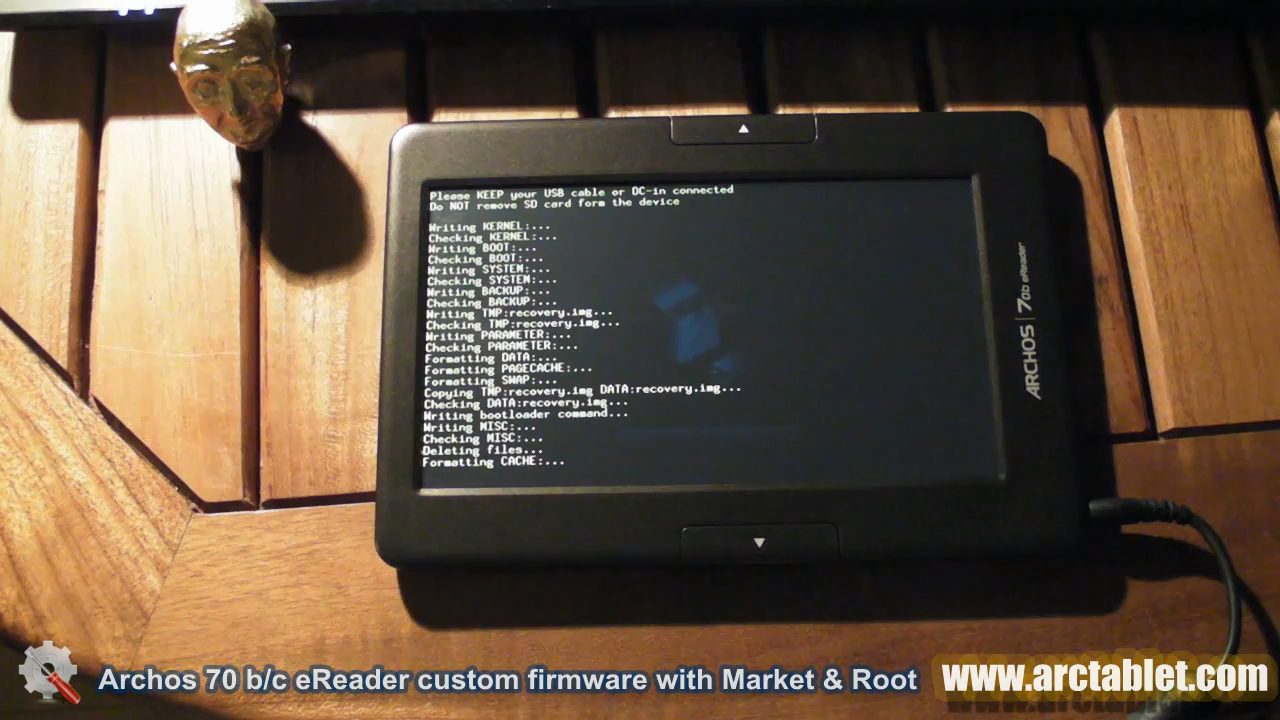 Please KEEP your USB cable or DC-in connected
Do NOT remove SD card form the device
Writing KERNEL:...
Checking KERNEL:...
Writing BOOT:...
Checking BOOT:...
Writing SYSTEM:...
Checking SYSTEM:...
Writing BACKUP:...
Checking BACKUP:...
Writing TMP:recovery.img...
Checking TMP:recovery.img...
Writing PARAMETER:...
Checking PARAMETER:...
Formatting DATA:...
Formatting PAGECACHE:...
Formatting SWAP:...
Copying TMP:recovery.img DATA:recovery.img...
Checking DATA:recovery.img...
Writing bootloader command...
Writing MISC:...
Checking MISC:...
Deleting files...
Formatting CACHE:...
ARCHOS | 70b eReader
Archos 70 b/c eReader custom firmware with Market & Root
www.arctablet.com